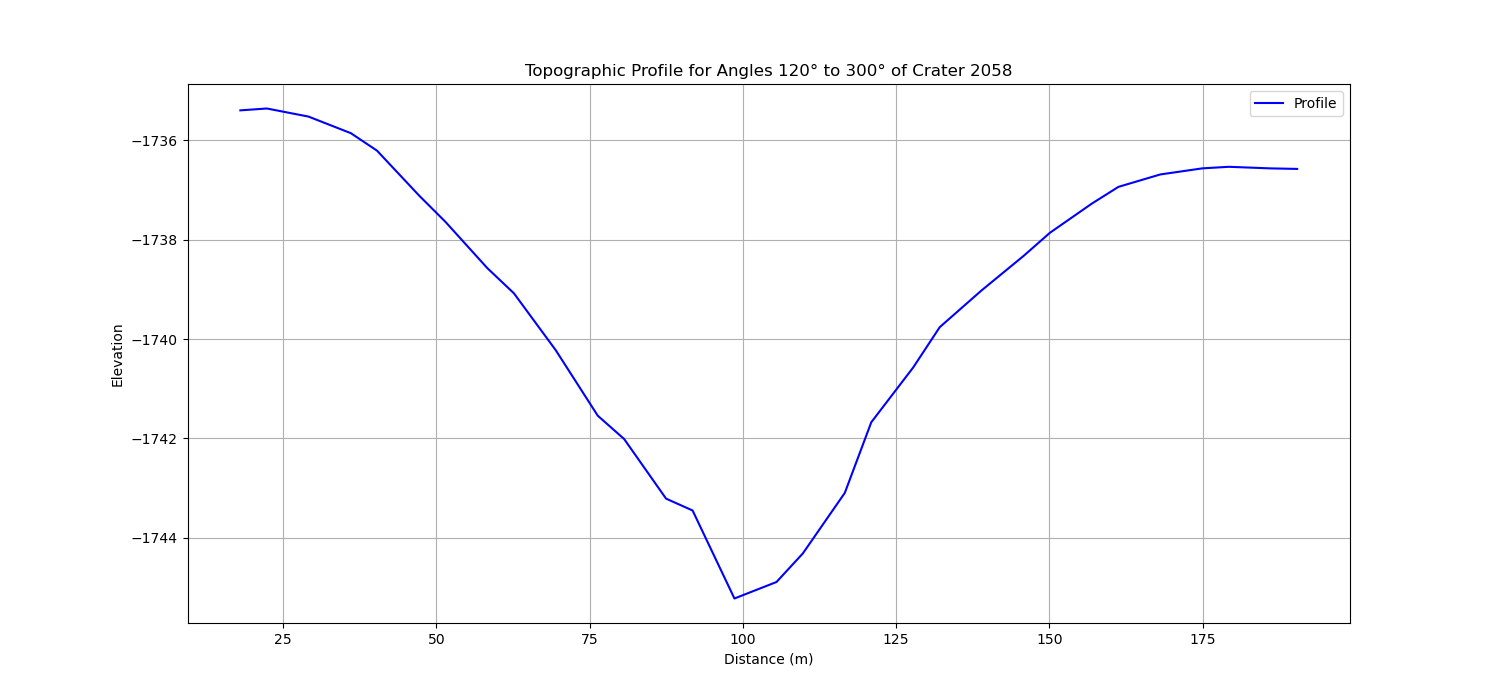 Topographic Profile for Angles 120° to 300° of Crater 2058
Profile
−1736
−1738
−1740
−1742
−1744
Elevation
25 50 75 100 125 150 175
Distance (m)